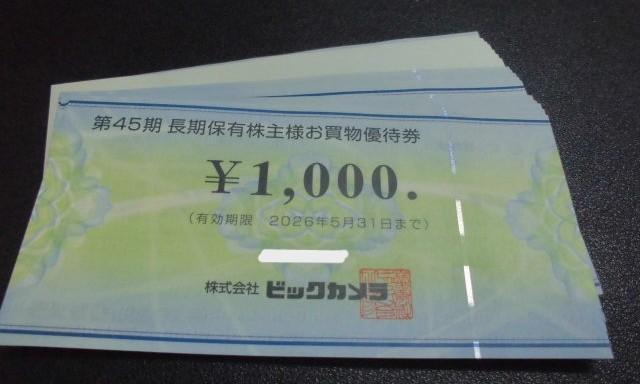 第45期 長期保有株主様お買物優待券
￥1,000.
（有効期限　2026年5月31日まで）
株式会社 ビックカメラ